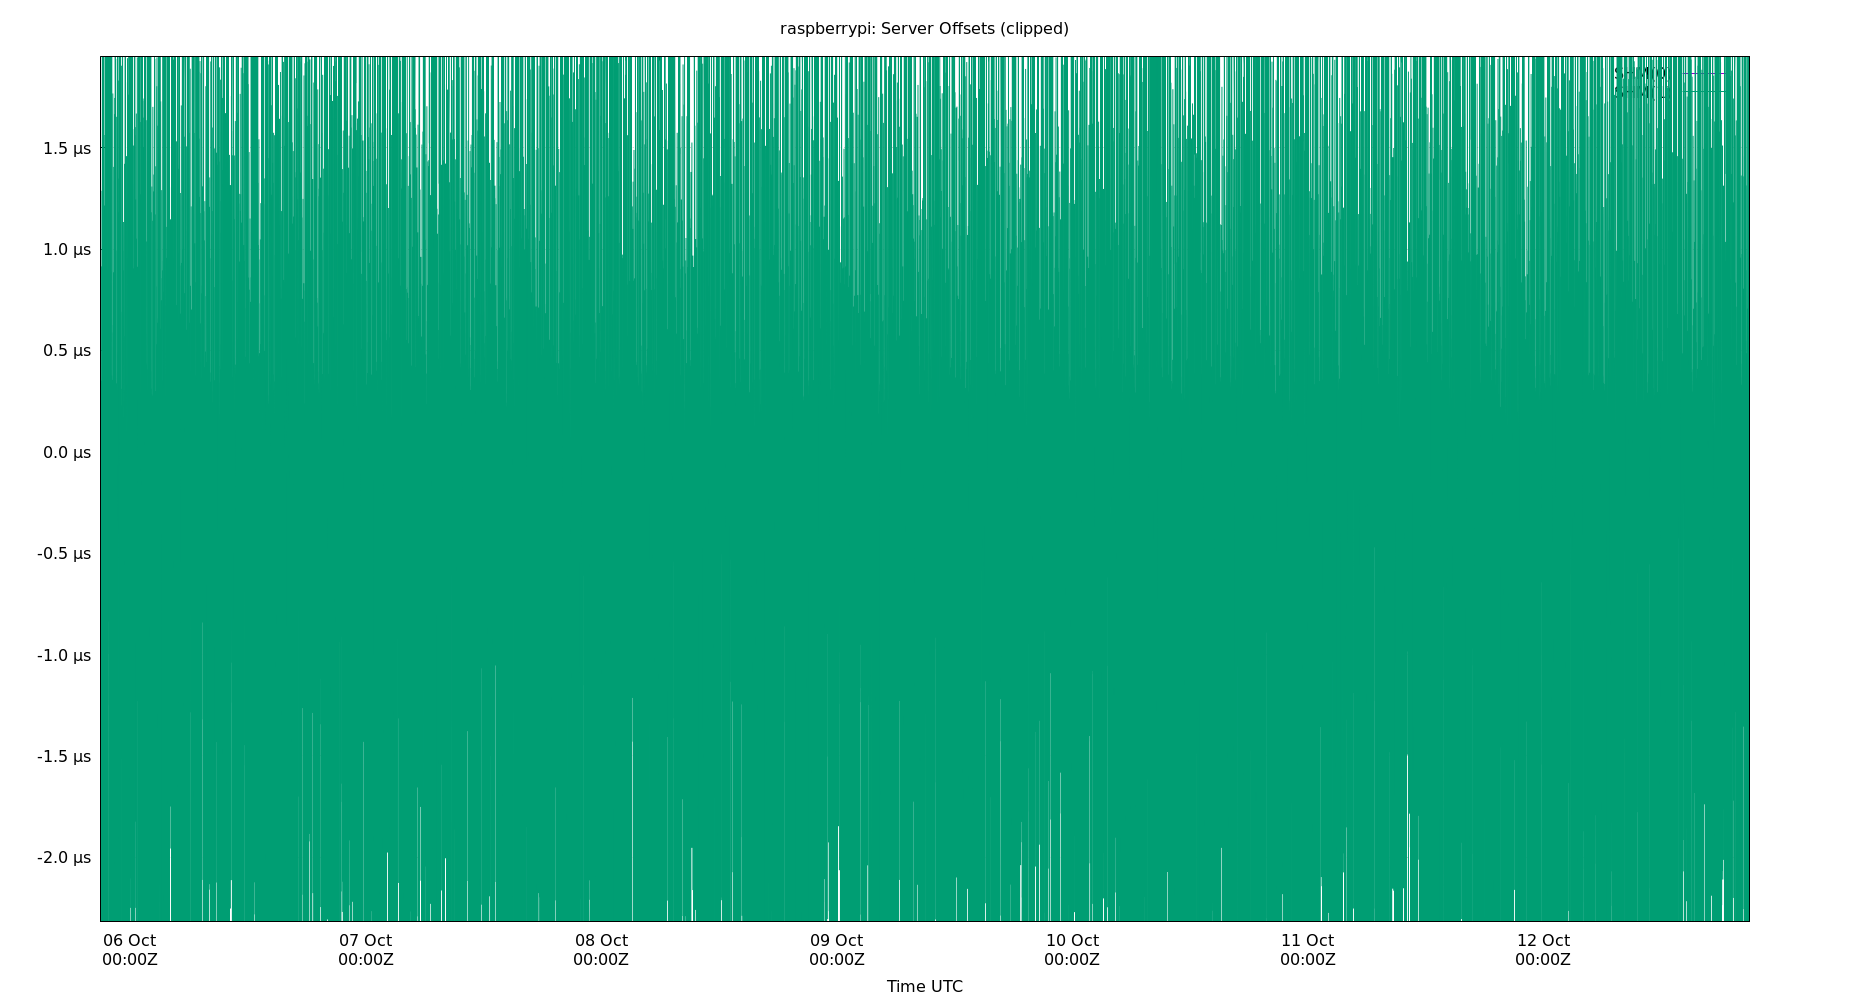 raspberrypi: Server Offsets (clipped)
1.5 µs
1.0 µs
0.5 µs
0.0 µs
-0.5 µs
-1.0 µs
-1.5 µs
-2.0 µs
06 Oct 07 Oct 08 Oct 09 Oct 10 Oct 11 Oct 12 Oct
00:00Z 00:00Z 00:00Z 00:00Z 00:00Z 00:00Z 00:00Z
Time UTC